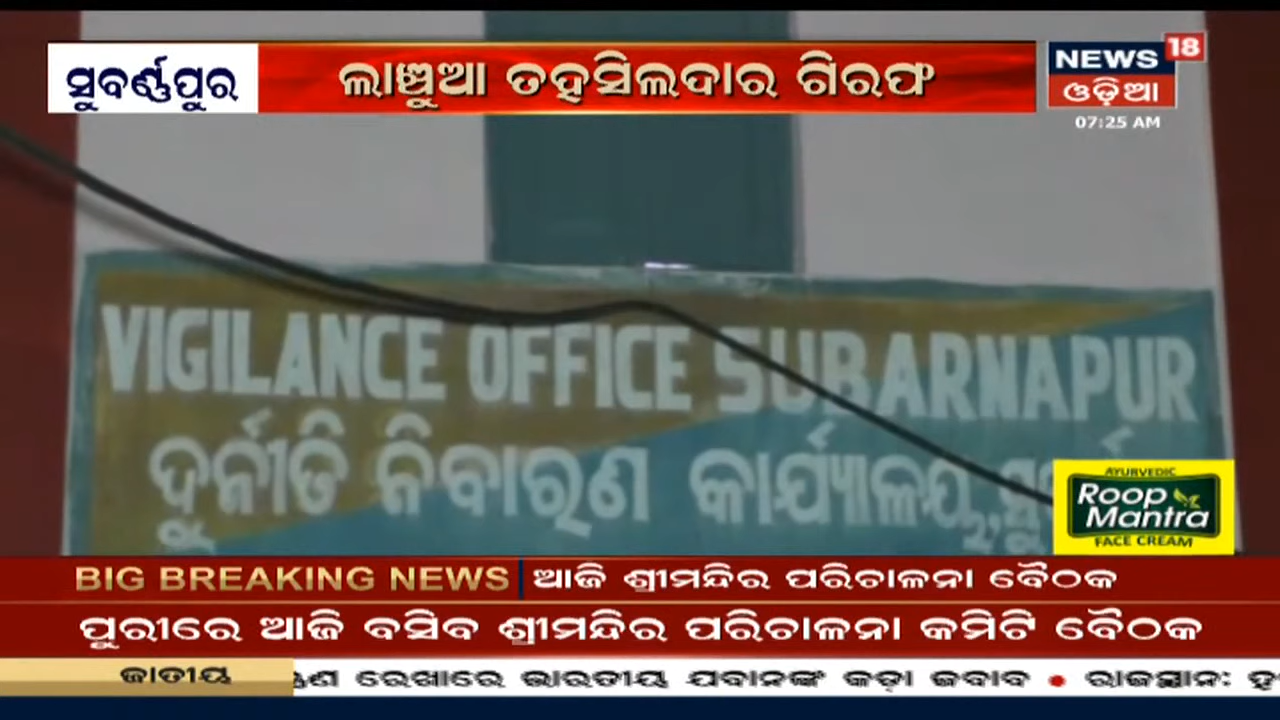 ସୁବର୍ଣ୍ଣପୁର
ଲାଞ୍ଚୁଆ ତହସିଲଦାର ଗିରଫ
NEWS 18
ଓଡ଼ିଆ
07:25 AM
VIGILANCE OFFICE SUBARNAPUR
ଦୁର୍ନୀତି ନିବାରଣ କାର୍ଯ୍ୟାଳୟ,
AYURVEDIC
Roop
Mantra
FACE CREAM
BIG BREAKING NEWS ଆଜି ଶ୍ରୀମନ୍ଦିର ପରିଚାଳନା ବୈଠକ
ପୁରୀରେ ଆଜି ବସିବ ଶ୍ରୀମନ୍ଦିର ପରିଚାଳନା କମିଟି ବୈଠକ
ଜାତୀୟ
ରେଖାରେ ଭାରତୀୟ ଯବାନଙ୍କ କଡ଼ା ଜବାବ • ରାଜସ୍ଥାନ: